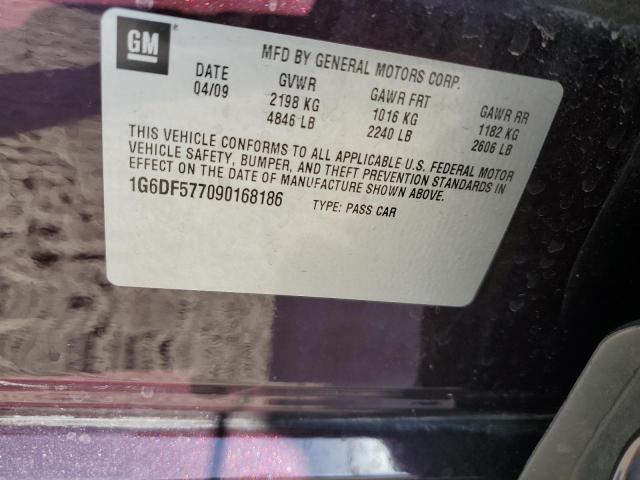 GM
MFD BY GENERAL MOTORS CORP.
DATE GVWR GAWR FRT GAWR RR
04/09 2198 KG 1016 KG 1182 KG
4846 LB 2240 LB 2606 LB
THIS VEHICLE CONFORMS TO ALL APPLICABLE U.S. FEDERAL MOTOR
VEHICLE SAFETY, BUMPER, AND THEFT PREVENTION STANDARDS IN
EFFECT ON THE DATE OF MANUFACTURE SHOWN ABOVE.
1G6DF577090168186 TYPE: PASS CAR